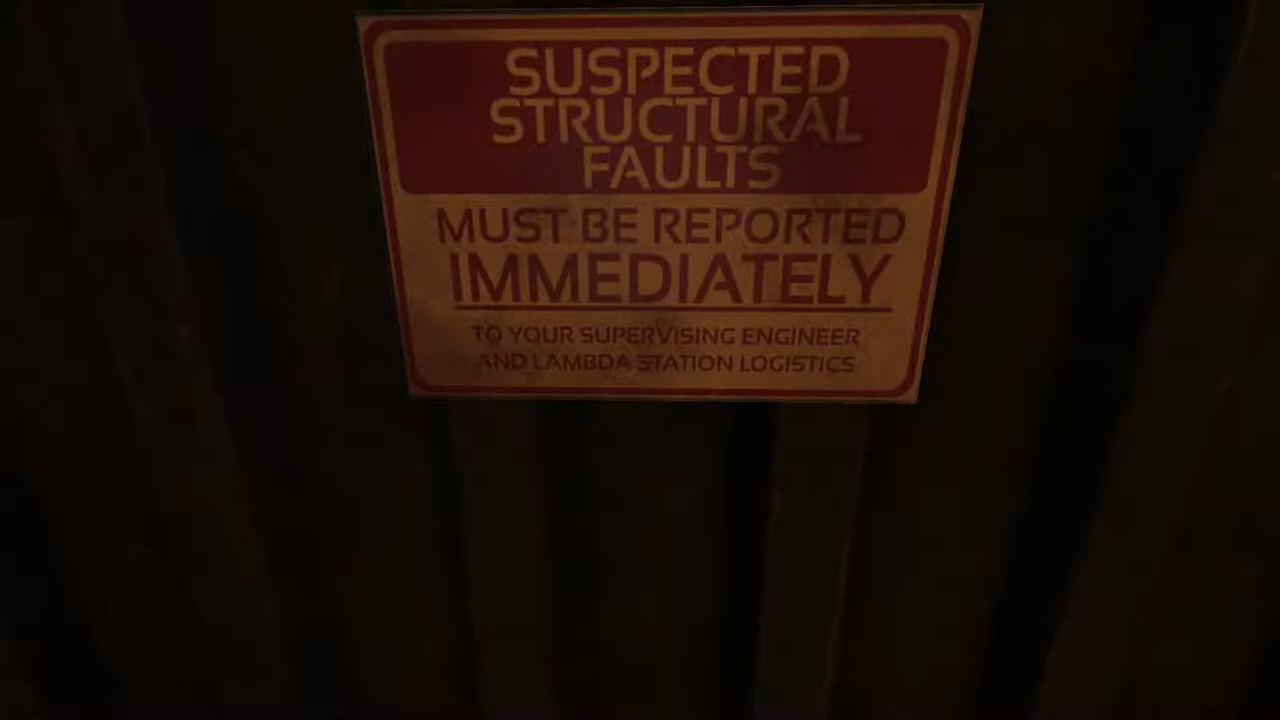 SUSPECTED
STRUCTURAL
FAULTS
MUST BE REPORTED
IMMEDIATELY
TO YOUR SUPERVISING ENGINEER
AND LAMBDA STATION LOGISTICS